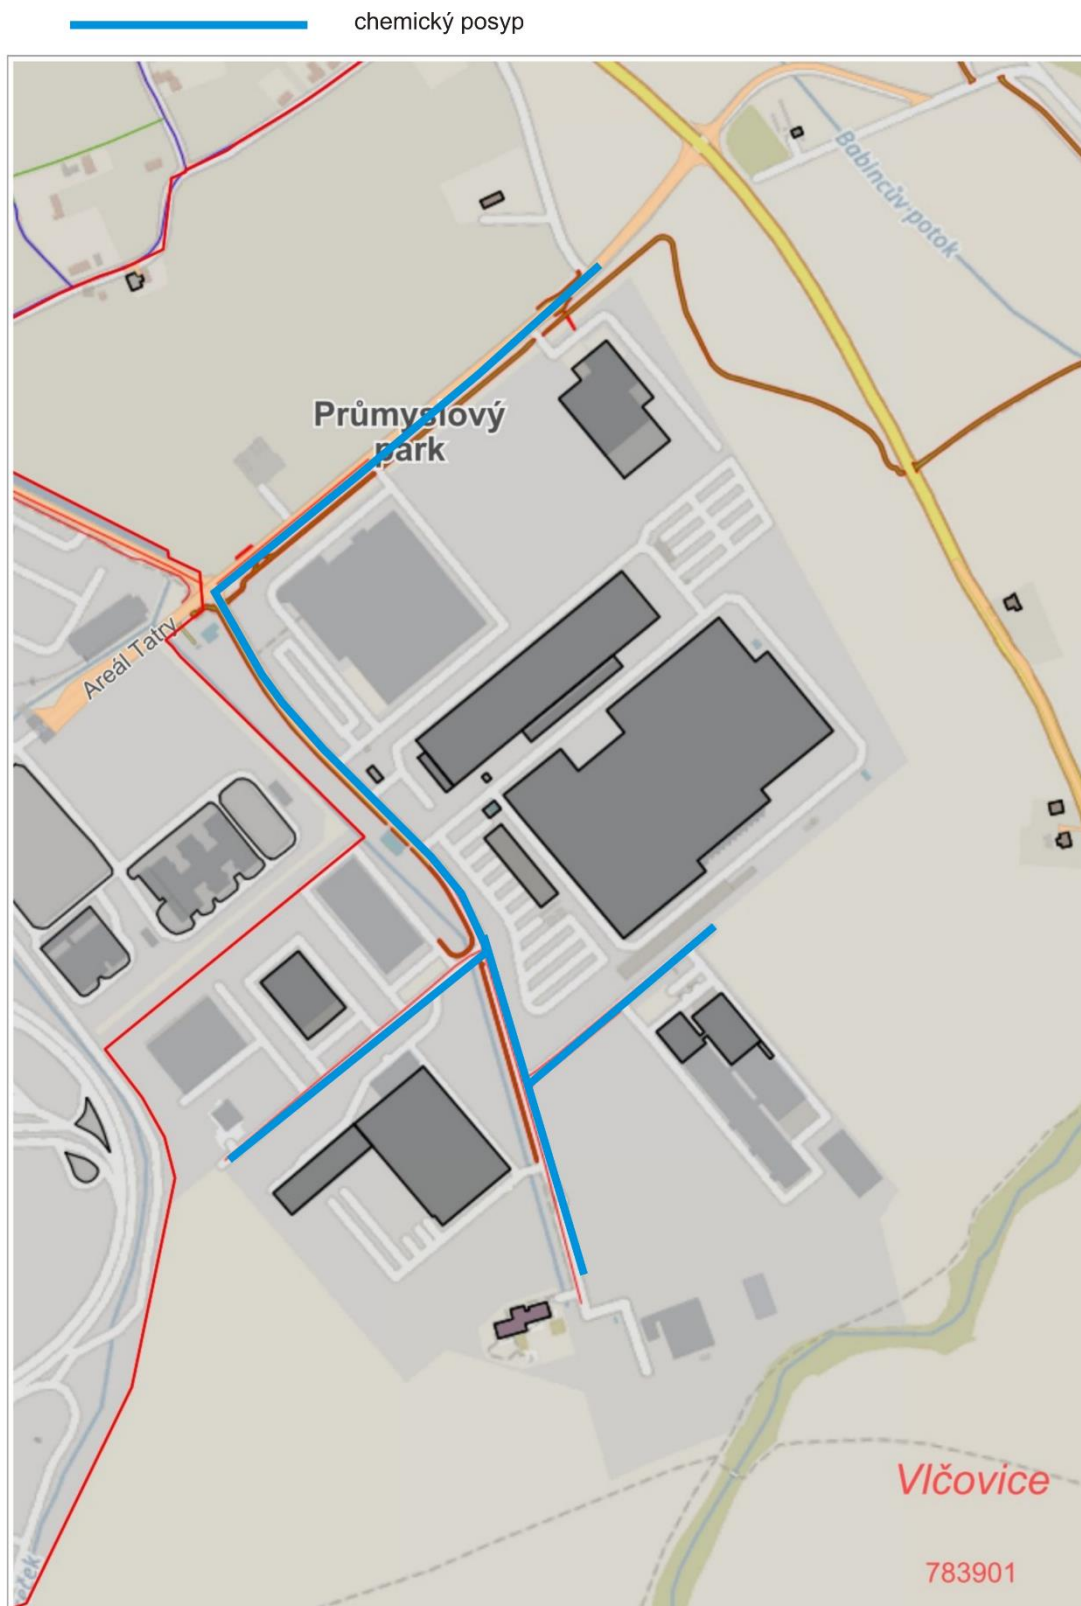 chemický posyp
Babincův potok
Průmyslový
park
Areál Tatry
Vlčovice
783901